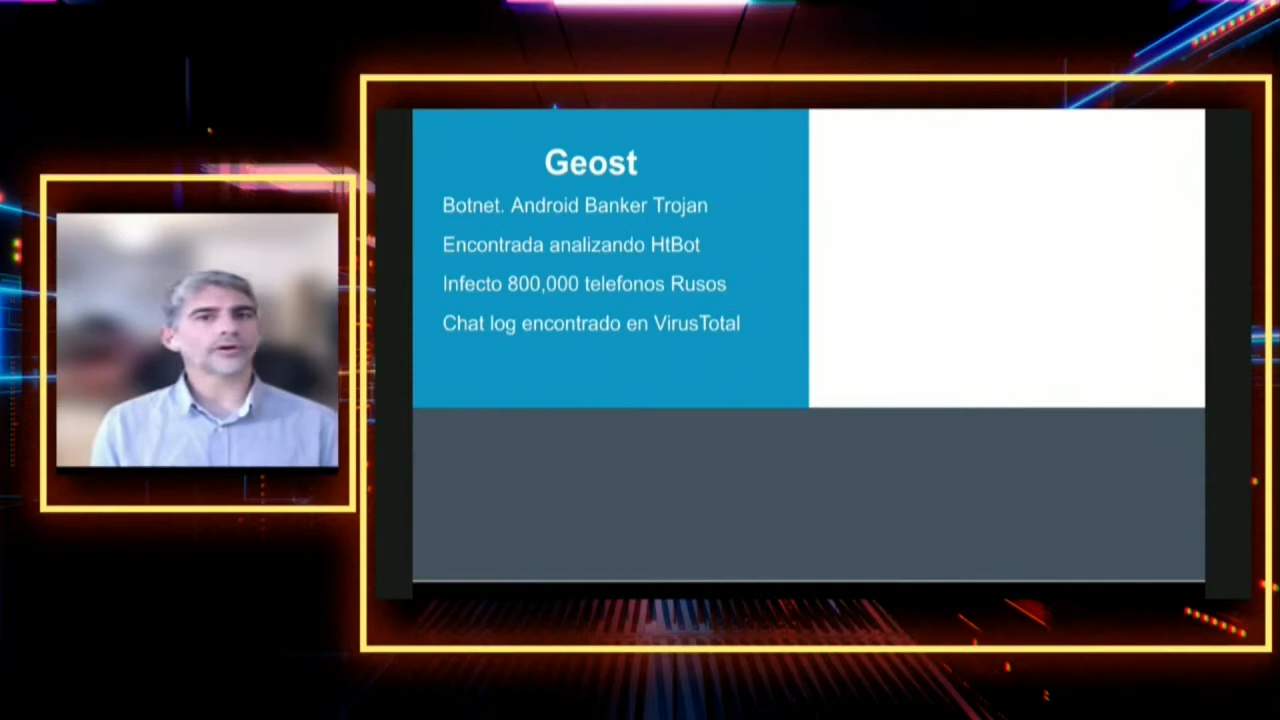 Geost
Botnet. Android Banker Trojan
Encontrada analizando HtBot
Infecto 800,000 telefonos Rusos
Chat log encontrado en VirusTotal